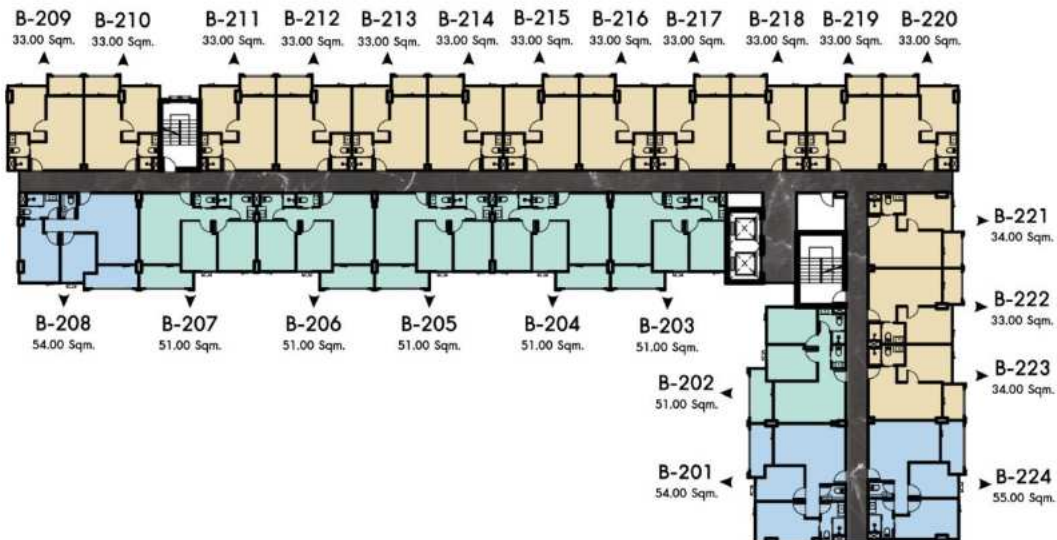 B-209
33.00 Sqm.
B-210
33.00 Sqm.
B-211
33.00 Sqm.
B-212
33.00 Sqm.
B-213
33.00 Sqm.
B-214
33.00 Sqm.
B-215
33.00 Sqm.
B-216
33.00 Sqm.
B-217
33.00 Sqm.
B-218
33.00 Sqm.
B-219
33.00 Sqm.
B-220
33.00 Sqm.
B-221
34.00 Sqm.
B-222
33.00 Sqm.
B-223
34.00 Sqm.
B-224
55.00 Sqm.
B-208
54.00 Sqm.
B-207
51.00 Sqm.
B-206
51.00 Sqm.
B-205
51.00 Sqm.
B-204
51.00 Sqm.
B-203
51.00 Sqm.
B-202
51.00 Sqm.
B-201
54.00 Sqm.